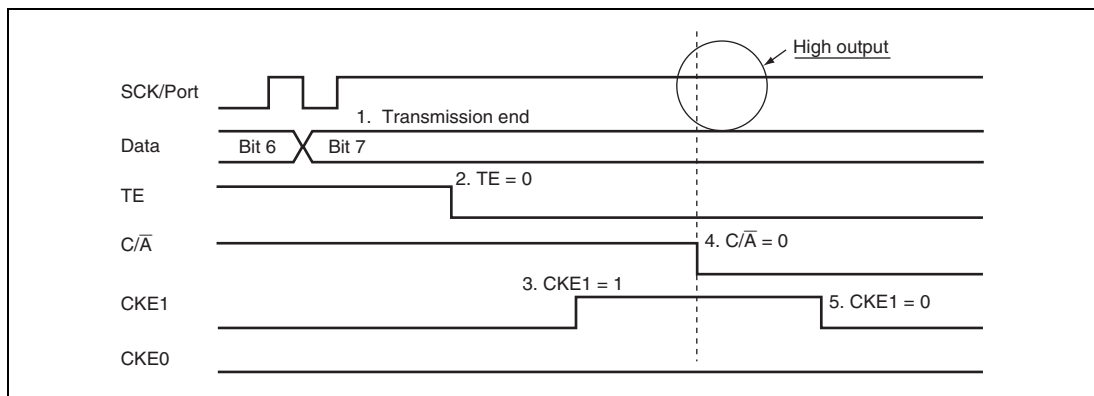 High output
SCK/Port
1. Transmission end
Data Bit 6 Bit 7
2. TE = 0
TE
C/A̅ 4. C/A̅ = 0
3. CKE1 = 1
CKE1 5. CKE1 = 0
CKE0